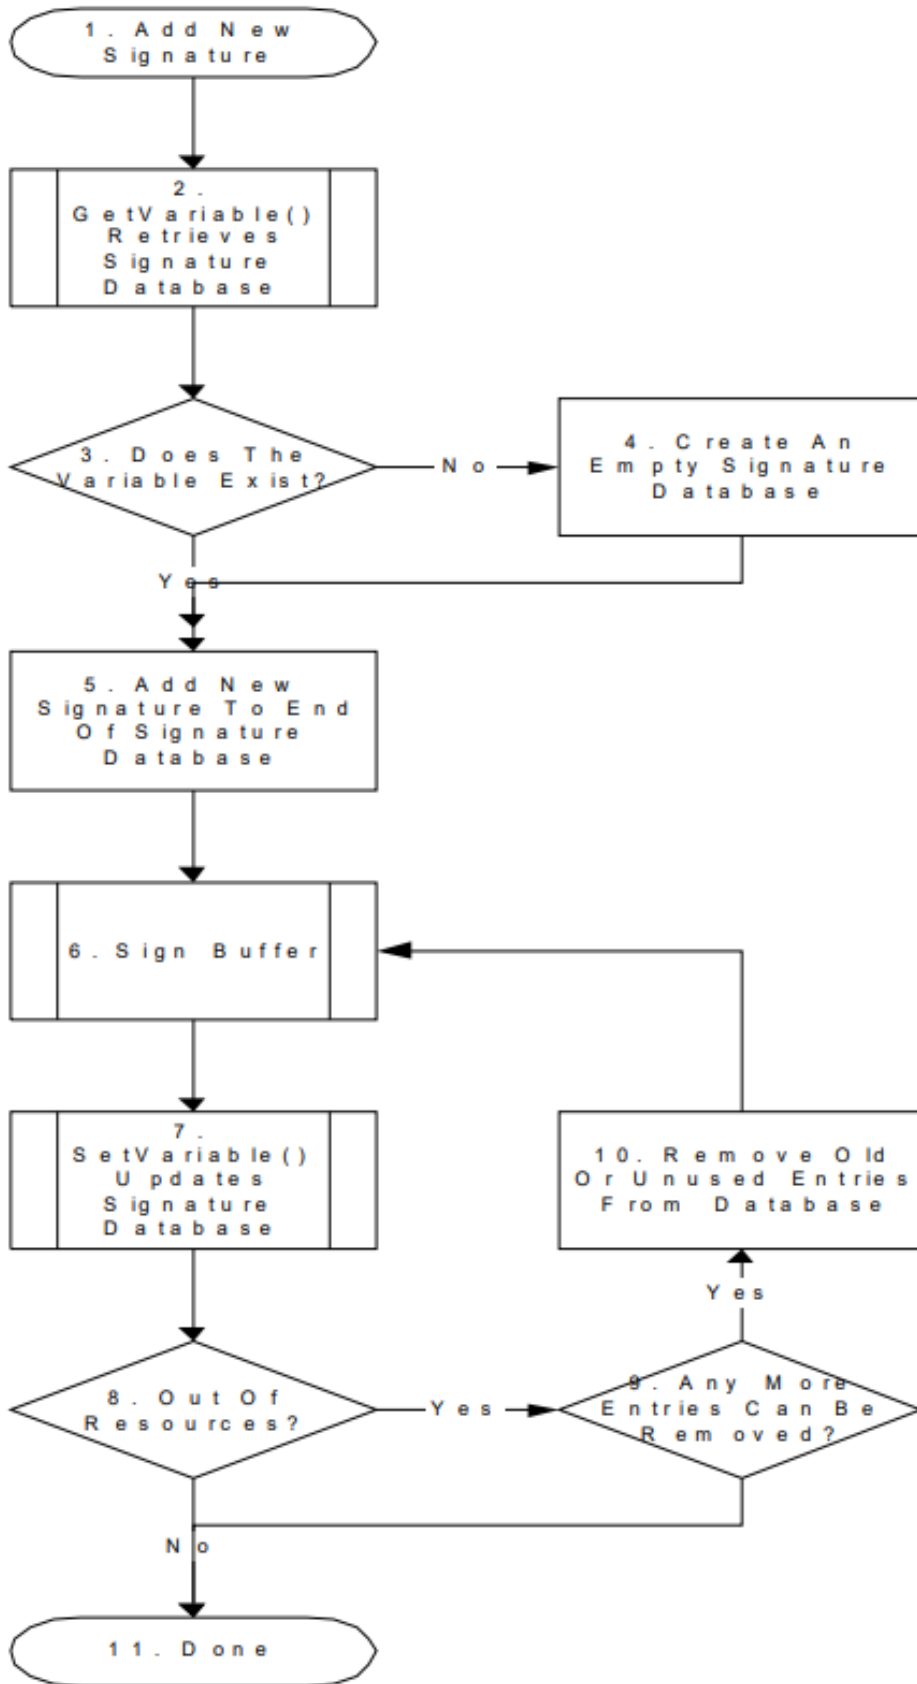 1. Add New
Signature
2.
GetVariable()
Retrieves
Signature
Database
3. Does The
Variable Exist?
No
4. Create An
Empty Signature
Database
Yes
5. Add New
Signature To End
Of Signature
Database
6. Sign Buffer
7.
SetVariable()
Updates
Signature
Database
10. Remove Old
Or Unused Entries
From Database
Yes
8. Out Of
Resources?
Yes
9. Any More
Entries Can Be
Removed?
No
11. Done